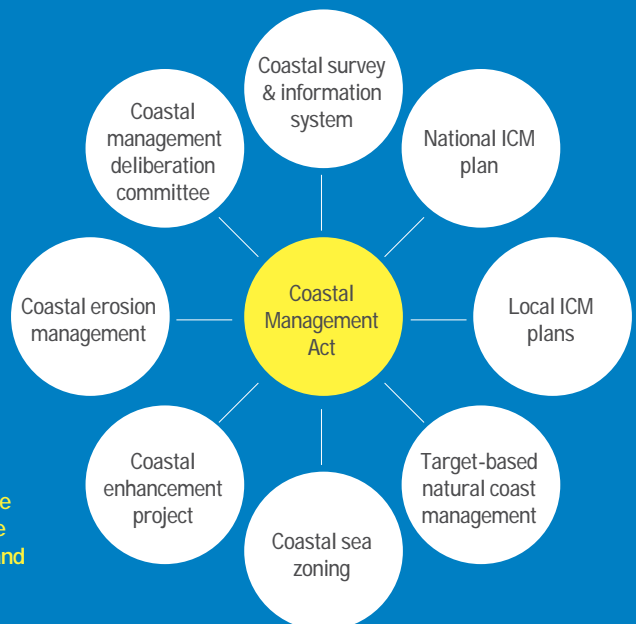 Coastal survey
& information
system
National ICM
plan
Local ICM
plans
Target-based
natural coast
management
Coastal sea
zoning
Coastal
enhancement
project
Coastal erosion
management
Coastal
management
deliberation
committee
Coastal
Management
Act
e
e
nd